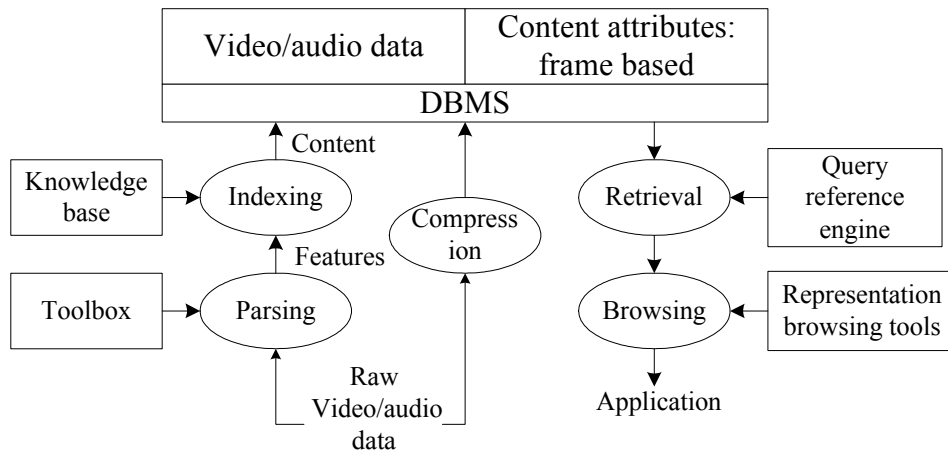 Video/audio data
Content attributes:
frame based
DBMS
Content
Knowledge
base
Indexing
Compress
ion
Retrieval
Query
reference
engine
Features
Toolbox
Parsing
Browsing
Representation
browsing tools
Raw
Video/audio
data
Application